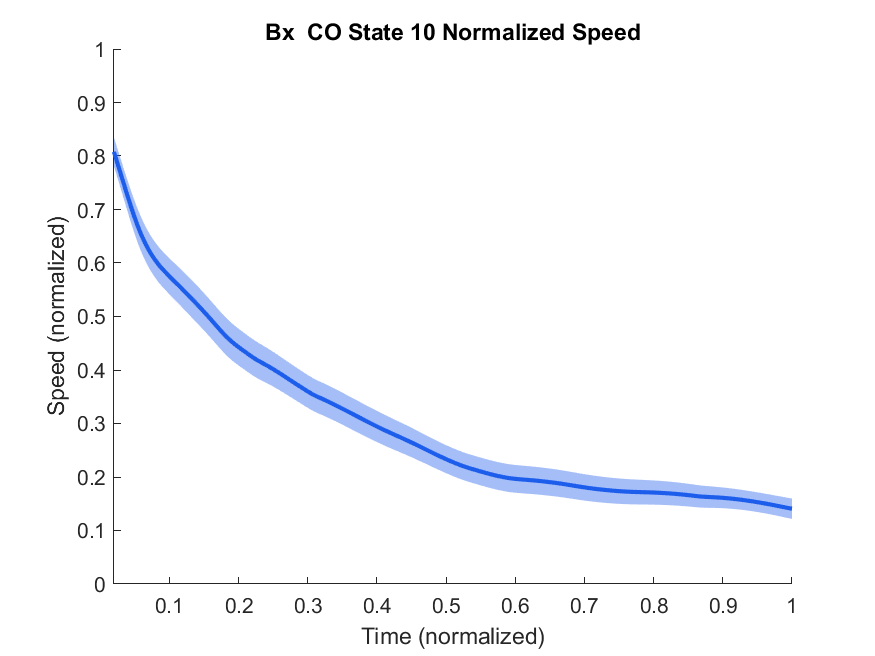 Bx  CO State 10 Normalized Speed
1
0.9
0.8
0.7
0.6
0.5
0.4
0.3
0.2
0.1
0
Speed (normalized)
0.1 0.2 0.3 0.4 0.5 0.6 0.7 0.8 0.9 1
Time (normalized)